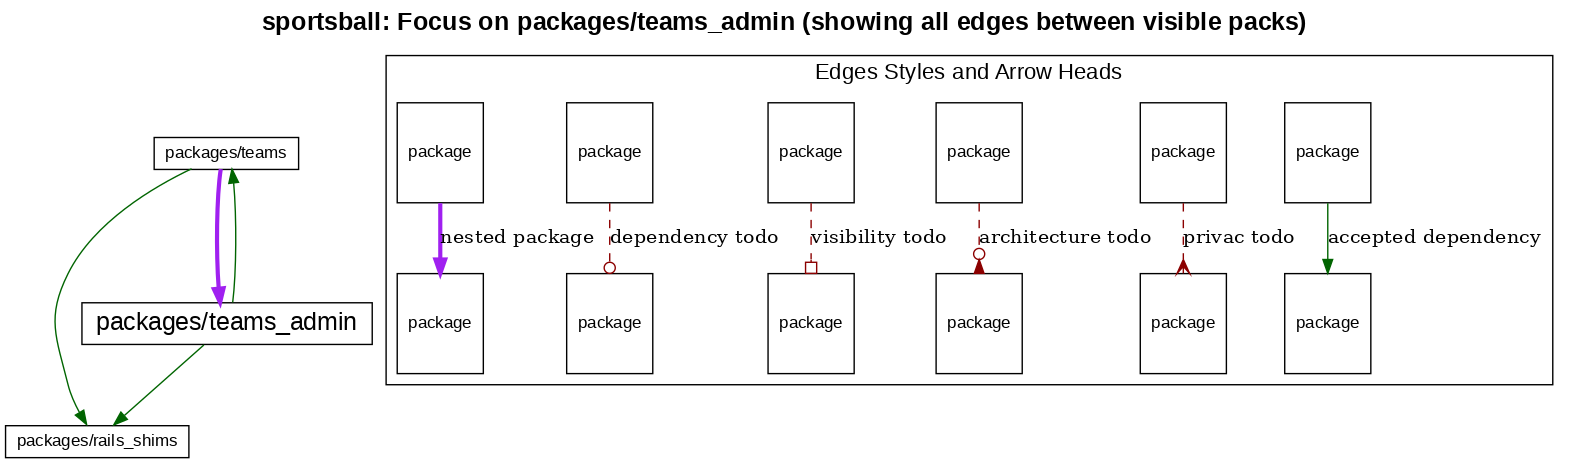 sportsball: Focus on packages/teams_admin (showing all edges between visible packs)
Edges Styles and Arrow Heads
packages/teams
packages/teams_admin
packages/rails_shims
package package package package package package
nested package dependency todo visibility todo architecture todo privac todo accepted dependency
package package package package package package